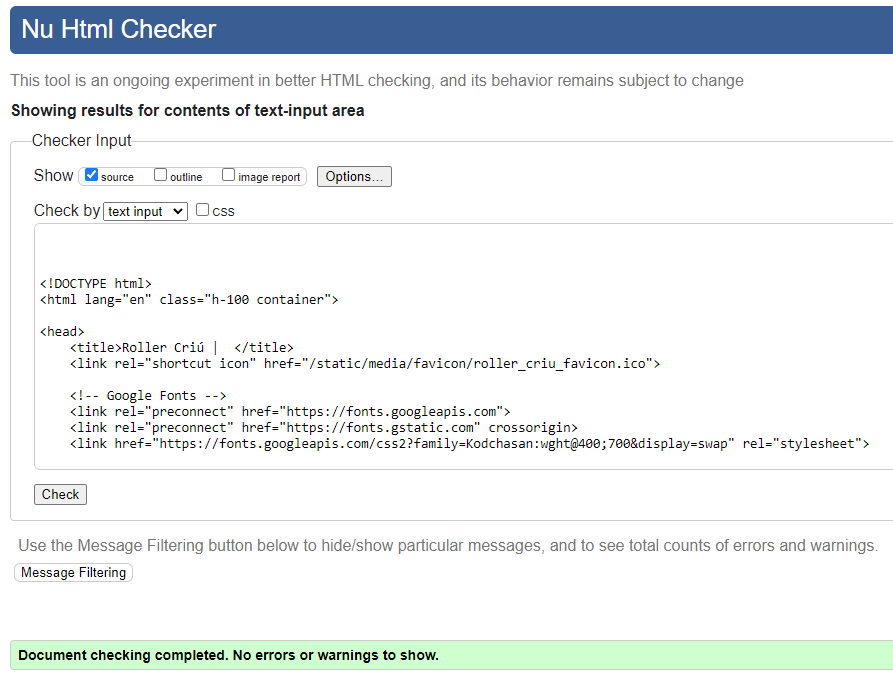 Nu Html Checker
This tool is an ongoing experiment in better HTML checking, and its behavior remains subject to change
Showing results for contents of text-input area
Checker Input
Show source outline image report Options...
Check by text input css
<!DOCTYPE html>
<html lang="en" class="h-100 container">
<head>
<title>Roller Criú |  </title>
<link rel="shortcut icon" href="/static/media/favicon/roller_criu_favicon.ico">
<!-- Google Fonts -->
<link rel="preconnect" href="https://fonts.googleapis.com">
<link rel="preconnect" href="https://fonts.gstatic.com" crossorigin>
<link href="https://fonts.googleapis.com/css2?family=Kodchasan:wght@400;700&display=swap" rel="stylesheet">
Check
Use the Message Filtering button below to hide/show particular messages, and to see total counts of errors and warnings.
Message Filtering
Document checking completed. No errors or warnings to show.